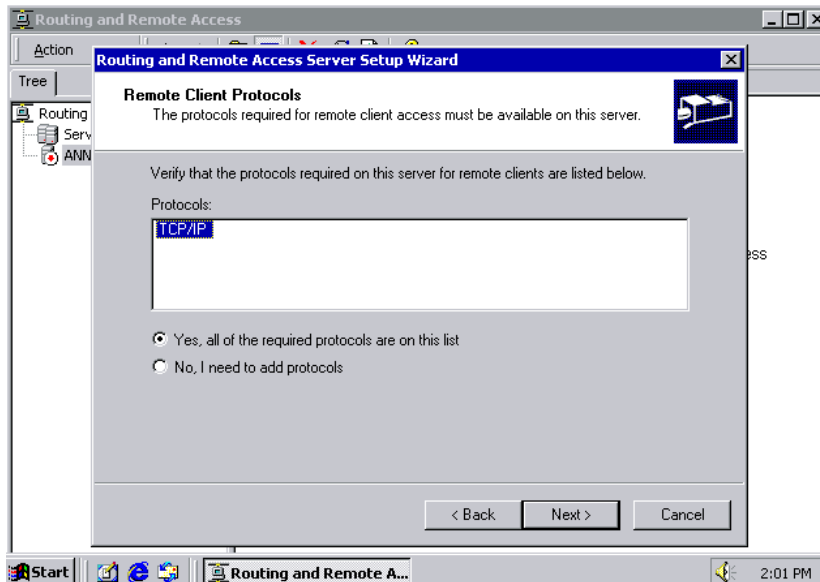 Routing and Remote Access
Action
Tree
Routing
Serv
ANN
ess
Routing and Remote Access Server Setup Wizard
Remote Client Protocols
The protocols required for remote client access must be available on this server.
Verify that the protocols required on this server for remote clients are listed below.
Protocols:
TCP/IP
Yes, all of the required protocols are on this list
No, I need to add protocols
< Back
Next >
Cancel
Start
Routing and Remote A...
2:01 PM